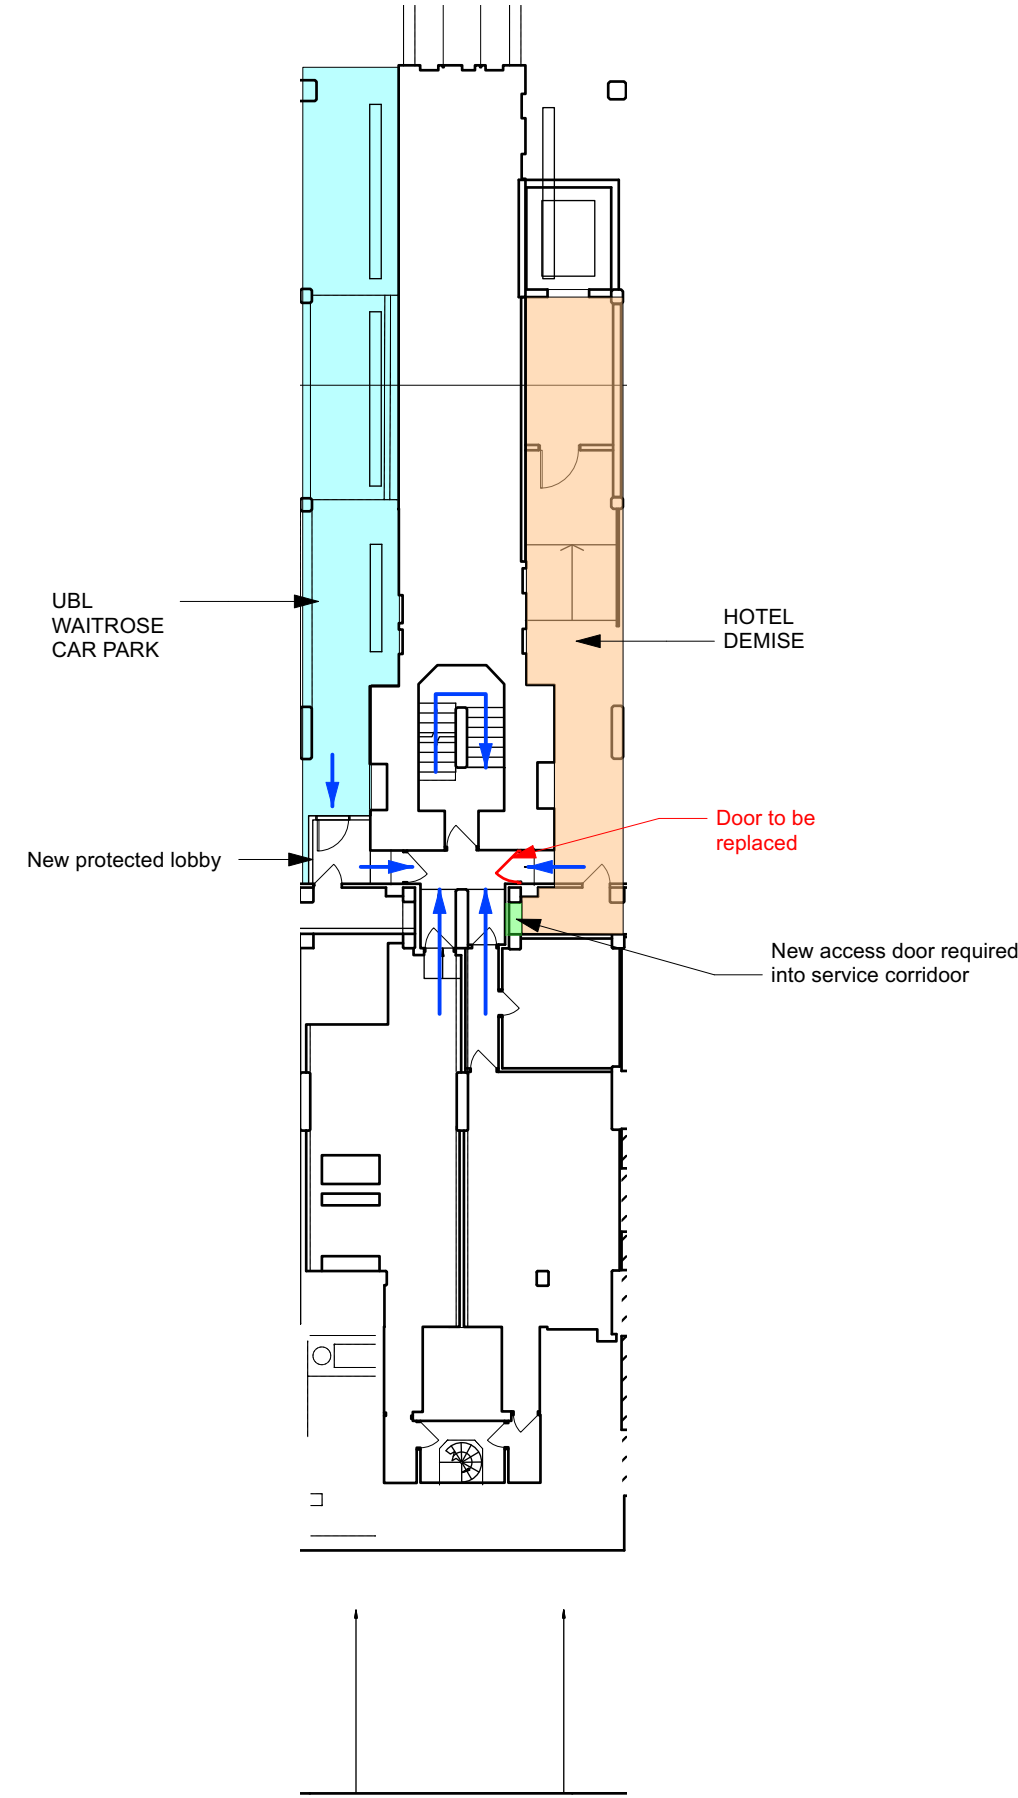 UBL
WAITROSE
CAR PARK
HOTEL
DEMISE
Door to be
replaced
New protected lobby
New access door required
into service corridoor